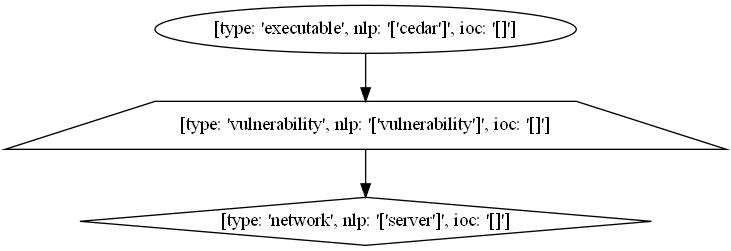 [type: 'executable', nlp: '['cedar']', ioc: '[]']
[type: 'vulnerability', nlp: '['vulnerability']', ioc: '[]']
[type: 'network', nlp: '['server']', ioc: '[]']